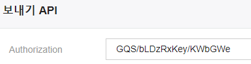 보내기 API
Authorization
GQS/bLDzRxKey/KWbGWe